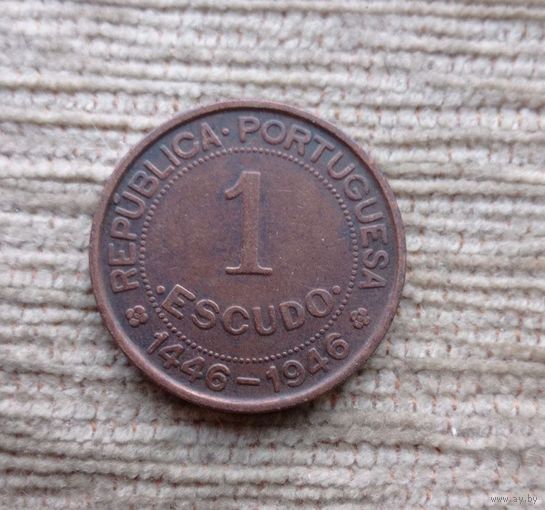 REPÚBLICA · PORTUGUESA
1
·ESCUDO·
1446-1946
www.ay.by